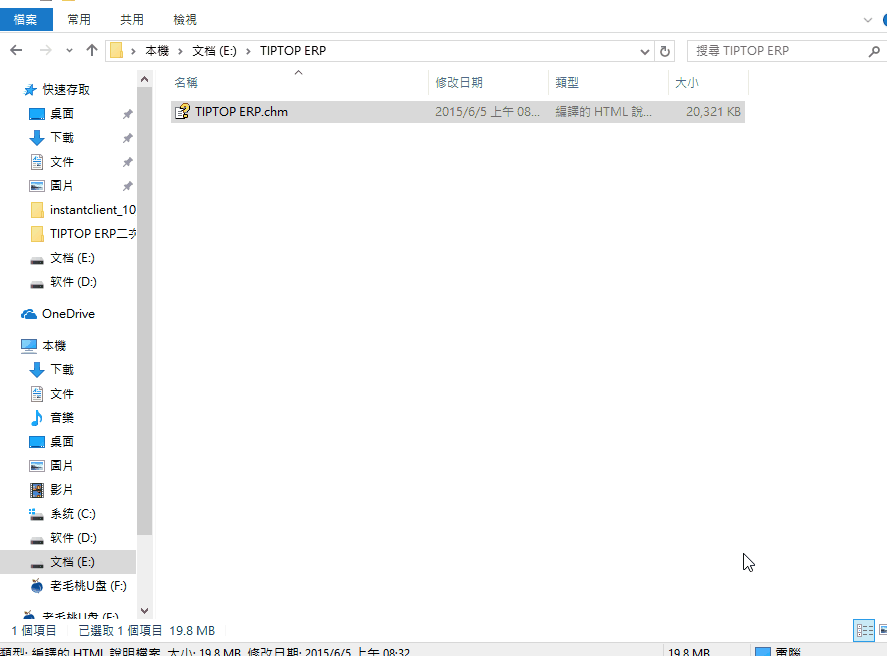 檔案 常用 共用 檢視
本機 文档 (E:) TIPTOP ERP 搜尋 TIPTOP ERP
名稱 修改日期 類型 大小
TIPTOP ERP.chm 2015/6/5 上午 08... 編譯的 HTML 說... 20,321 KB
快速存取
桌面
下載
文件
圖片
instantclient_10
TIPTOP ERP二次
文档 (E:)
软件 (D:)
OneDrive
本機
下載
文件
音樂
桌面
圖片
影片
系统 (C:)
软件 (D:)
文档 (E:)
老毛桃U盘 (F:)
老毛桃U盘 (F:)
1 個項目 已選取 1 個項目 19.8 MB
類型: 編譯的 HTML 說明檔案 大小: 19.8 MB 修改日期: 2015/6/5 上午 08:32 19.8 MB 電腦